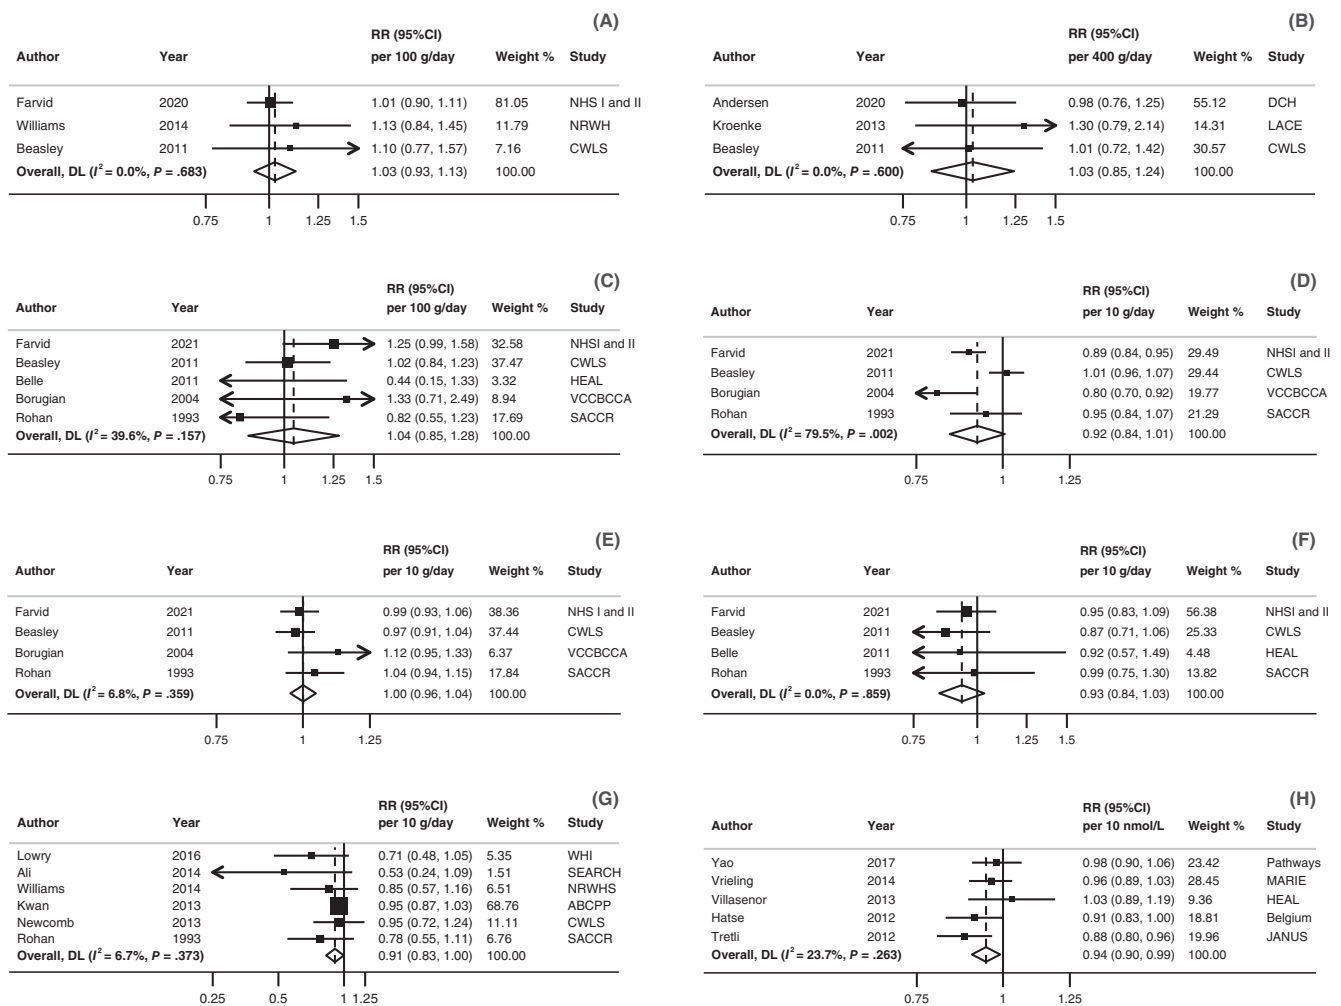 (A)
RR (95%CI)
Author Year per 100 g/day Weight % Study
Farvid 2020 1.01 (0.90, 1.11) 81.05 NHS I and II
Williams 2014 1.13 (0.84, 1.45) 11.79 NRWH
Beasley 2011 1.10 (0.77, 1.57) 7.16 CWLS
Overall, DL (I² = 0.0%, P = .683) 1.03 (0.93, 1.13) 100.00
0.75 1 1.25 1.5
(B)
RR (95%CI)
Author Year per 400 g/day Weight % Study
Andersen 2020 0.98 (0.76, 1.25) 55.12 DCH
Kroenke 2013 1.30 (0.79, 2.14) 14.31 LACE
Beasley 2011 1.01 (0.72, 1.42) 30.57 CWLS
Overall, DL (I² = 0.0%, P = .600) 1.03 (0.85, 1.24) 100.00
0.75 1 1.25 1.5
(C)
RR (95%CI)
Author Year per 100 g/day Weight % Study
Farvid 2021 1.25 (0.99, 1.58) 32.58 NHSI and II
Beasley 2011 1.02 (0.84, 1.23) 37.47 CWLS
Belle 2011 0.44 (0.15, 1.33) 3.32 HEAL
Borugian 2004 1.33 (0.71, 2.49) 8.94 VCCBCCA
Rohan 1993 0.82 (0.55, 1.23) 17.69 SACCR
Overall, DL (I² = 39.6%, P = .157) 1.04 (0.85, 1.28) 100.00
0.75 1 1.25 1.5
(D)
RR (95%CI)
Author Year per 10 g/day Weight % Study
Farvid 2021 0.89 (0.84, 0.95) 29.49 NHSI and II
Beasley 2011 1.01 (0.96, 1.07) 29.44 CWLS
Borugian 2004 0.80 (0.70, 0.92) 19.77 VCCBCCA
Rohan 1993 0.95 (0.84, 1.07) 21.29 SACCR
Overall, DL (I² = 79.5%, P = .002) 0.92 (0.84, 1.01) 100.00
0.75 1 1.25
(E)
RR (95%CI)
Author Year per 10 g/day Weight % Study
Farvid 2021 0.99 (0.93, 1.06) 38.36 NHS I and II
Beasley 2011 0.97 (0.91, 1.04) 37.44 CWLS
Borugian 2004 1.12 (0.95, 1.33) 6.37 VCCBCCA
Rohan 1993 1.04 (0.94, 1.15) 17.84 SACCR
Overall, DL (I² = 6.8%, P = .359) 1.00 (0.96, 1.04) 100.00
0.75 1 1.25
(F)
RR (95%CI)
Author Year per 10 g/day Weight % Study
Farvid 2021 0.95 (0.83, 1.09) 56.38 NHSI and II
Beasley 2011 0.87 (0.71, 1.06) 25.33 CWLS
Belle 2011 0.92 (0.57, 1.49) 4.48 HEAL
Rohan 1993 0.99 (0.75, 1.30) 13.82 SACCR
Overall, DL (I² = 0.0%, P = .859) 0.93 (0.84, 1.03) 100.00
0.75 1 1.25 1.5
(G)
RR (95%CI)
Author Year per 10 g/day Weight % Study
Lowry 2016 0.71 (0.48, 1.05) 5.35 WHI
Ali 2014 0.53 (0.24, 1.09) 1.51 SEARCH
Williams 2014 0.85 (0.57, 1.16) 6.51 NRWHS
Kwan 2013 0.95 (0.87, 1.03) 68.76 ABCPP
Newcomb 2013 0.95 (0.72, 1.24) 11.11 CWLS
Rohan 1993 0.78 (0.55, 1.11) 6.76 SACCR
Overall, DL (I² = 6.7%, P = .373) 0.91 (0.83, 1.00) 100.00
0.25 0.5 1 1.25
(H)
RR (95%CI)
Author Year per 10 nmol/L Weight % Study
Yao 2017 0.98 (0.90, 1.06) 23.42 Pathways
Vrieling 2014 0.96 (0.89, 1.03) 28.45 MARIE
Villasenor 2013 1.03 (0.89, 1.19) 9.36 HEAL
Hatse 2012 0.91 (0.83, 1.00) 18.81 Belgium
Tretli 2012 0.88 (0.80, 0.96) 19.96 JANUS
Overall, DL (I² = 23.7%, P = .263) 0.94 (0.90, 0.99) 100.00
0.75 1 1.25